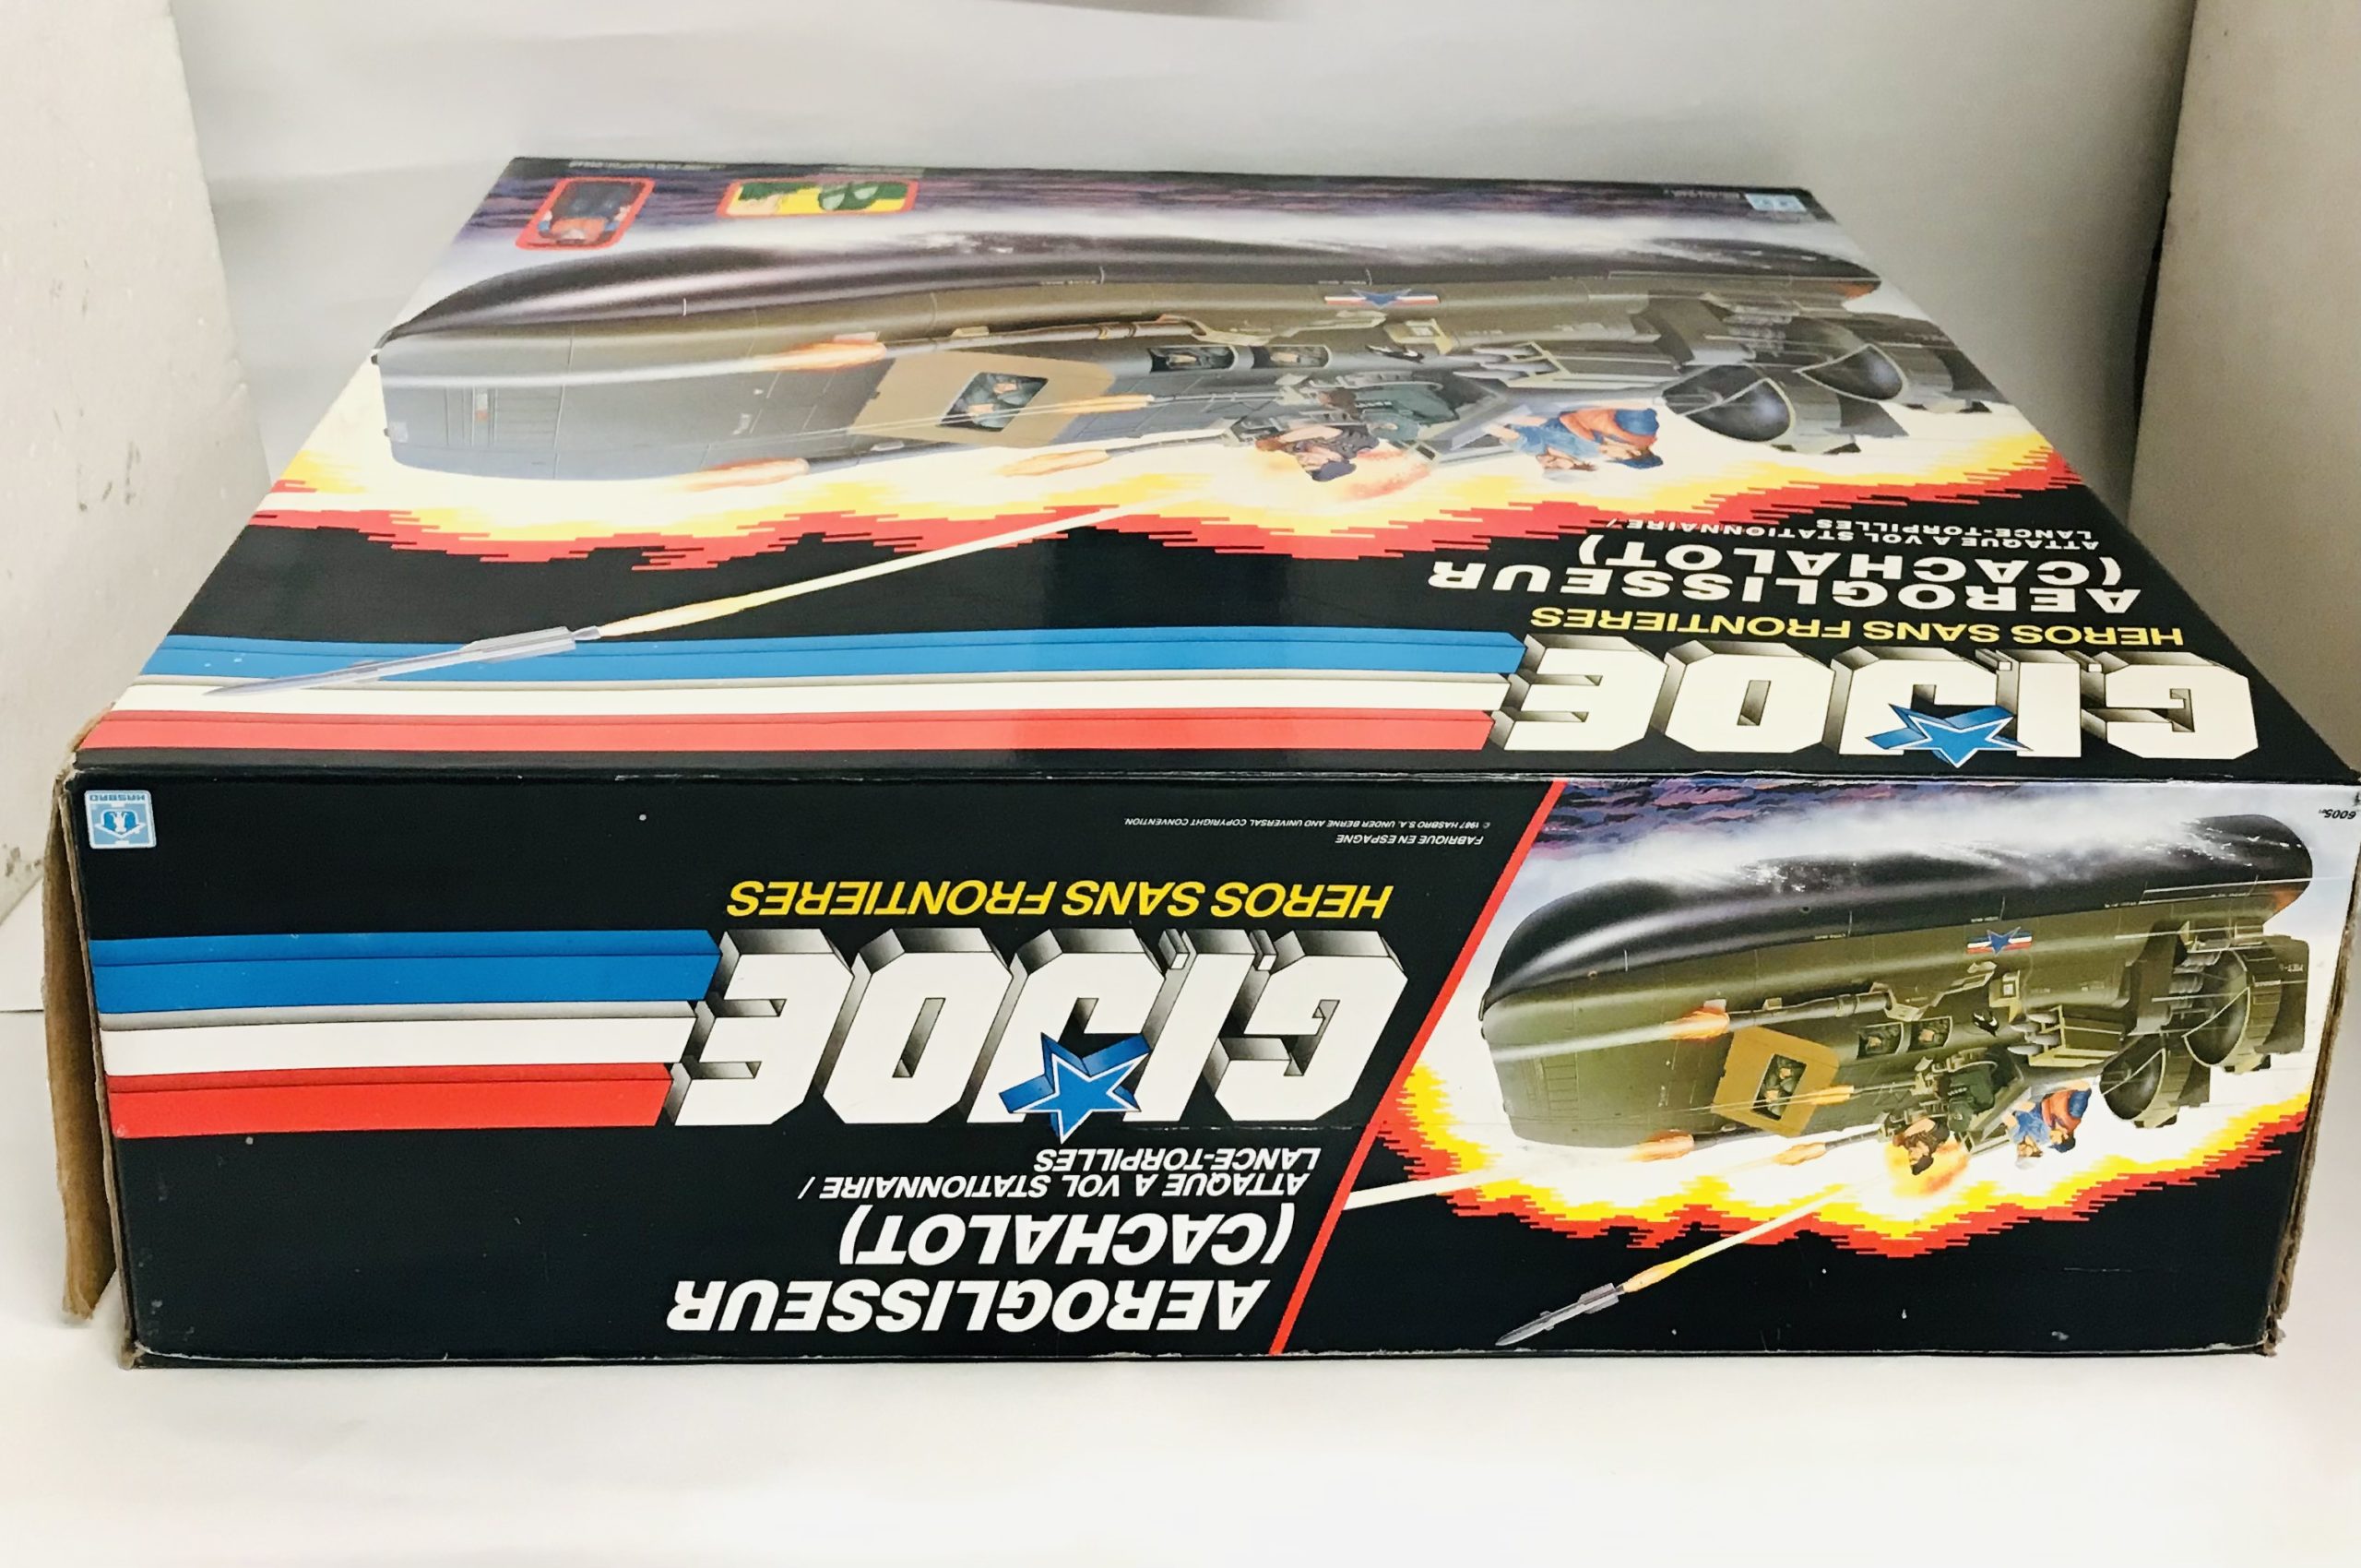 G.I.JOE
HEROS SANS FRONTIERES
AEROGLISSEUR
(CACHALOT)
ATTAQUE A VOL STATIONNAIRE /
LANCE-TORPILLES
AEROGLISSEUR
(CACHALOT)
ATTAQUE A VOL STATIONNAIRE /
LANCE-TORPILLES
G.I.JOE
HEROS SANS FRONTIERES
FABRIQUE EN ESPAGNE
© 1987 HASBRO S.A. UNDER BERNE AND UNIVERSAL COPYRIGHT CONVENTION.
HASBRO
6005